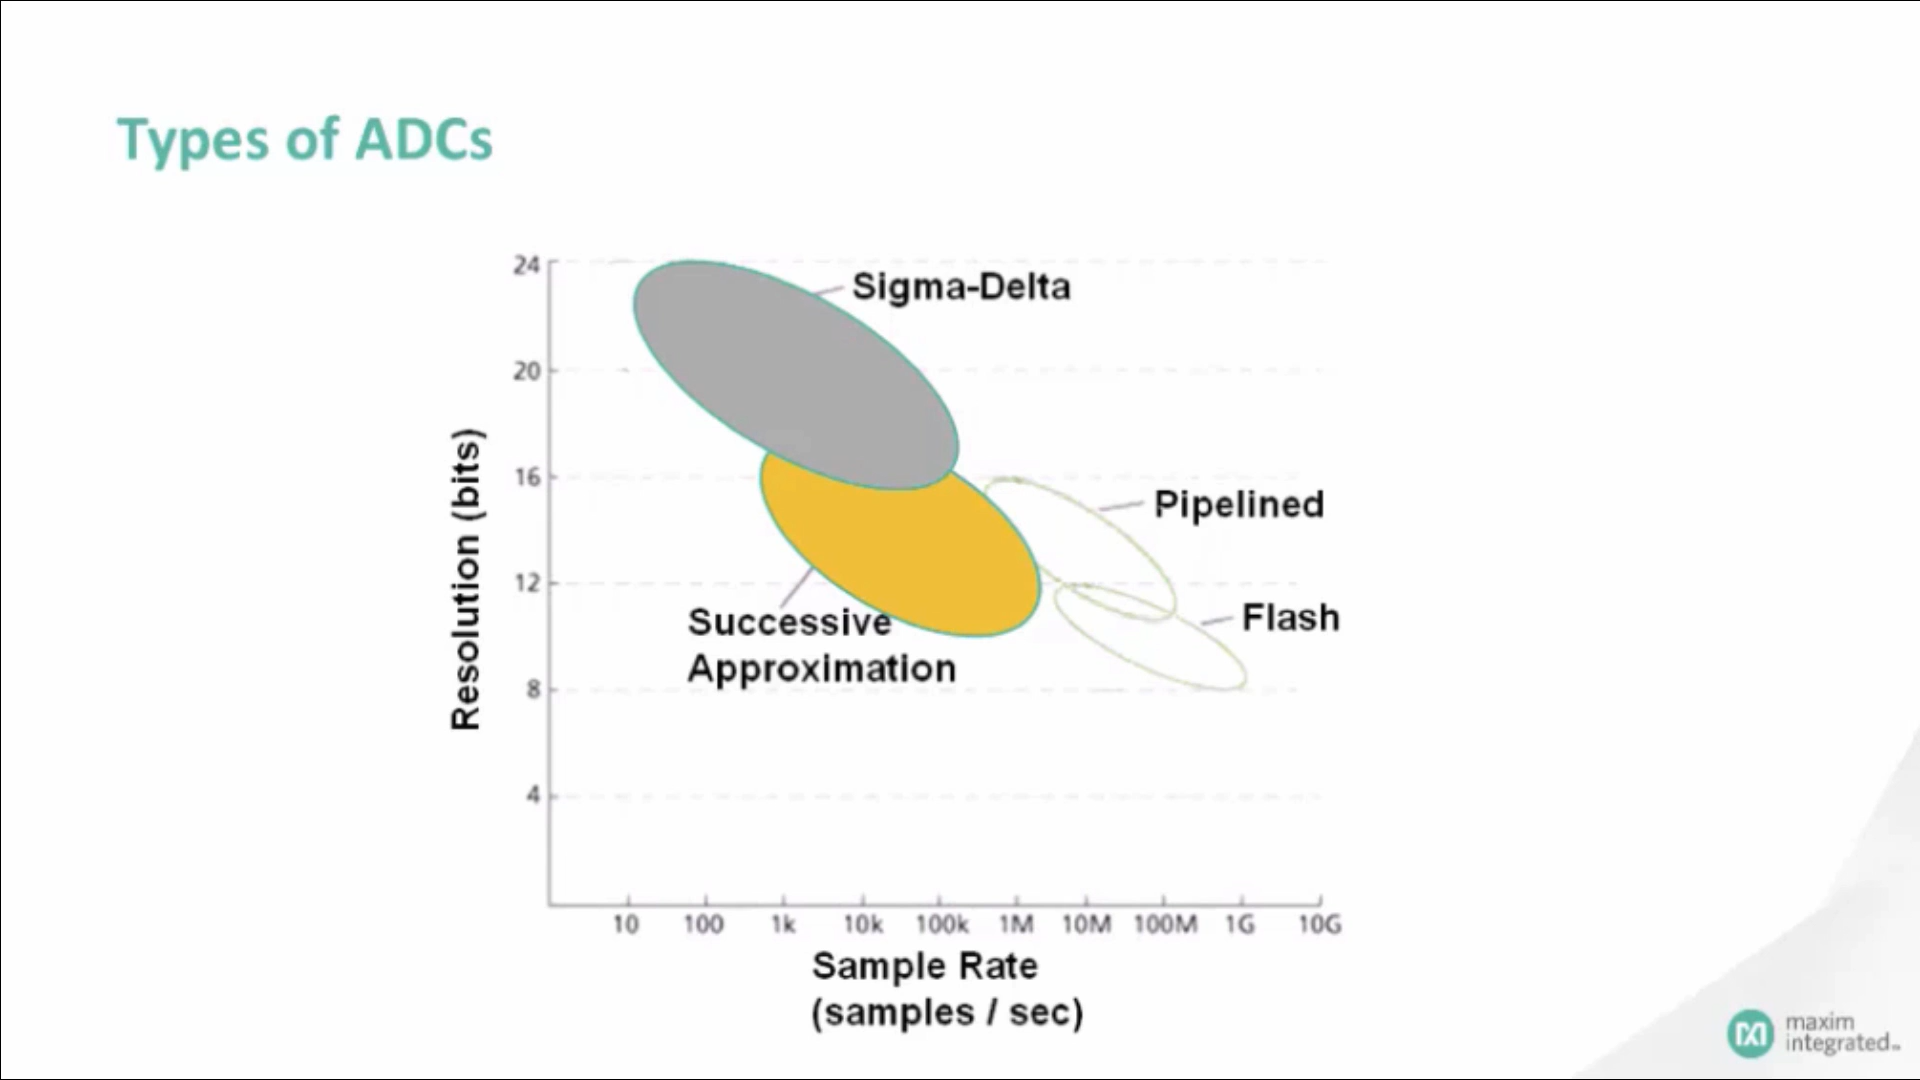 Types of ADCs
24
Sigma-Delta
20
16
Pipelined
12
Successive
Approximation
Flash
8
4
Resolution (bits)
10 100 1k 10k 100k 1M 10M 100M 1G 10G
Sample Rate
(samples / sec)
maxim
integrated™